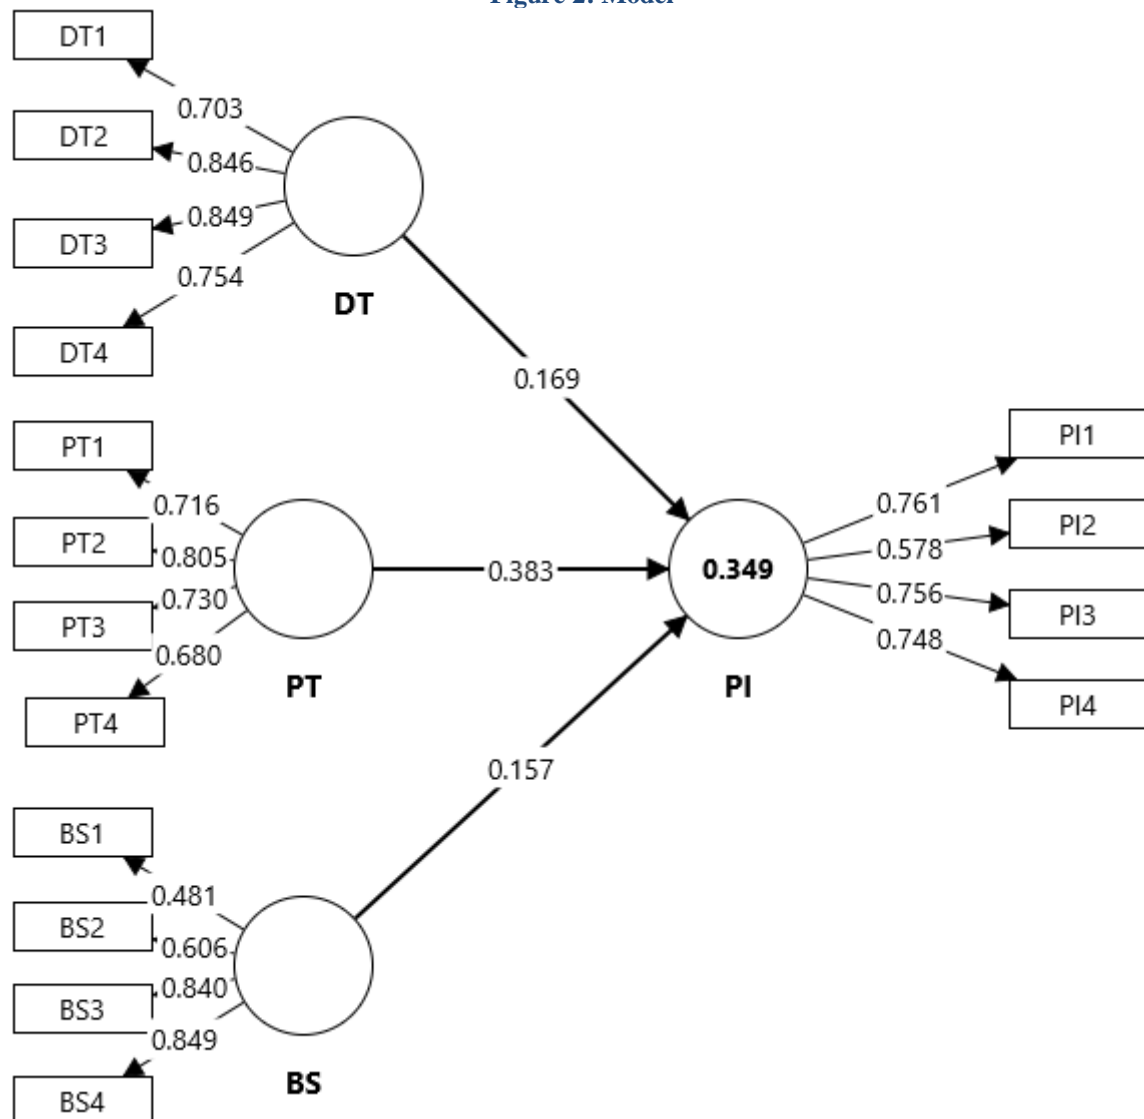 Figure 2: Model
DT1
0.703
DT2
0.846
DT3
0.849
0.754
DT4
DT
0.169
PT1
0.716
PT2
0.805
PT3
0.730
0.680
PT4
PT
0.383
0.349
PI
PI1
0.761
PI2
0.578
0.756
PI3
0.748
PI4
0.157
BS1
0.481
BS2
0.606
0.840
BS3
0.849
BS4
BS